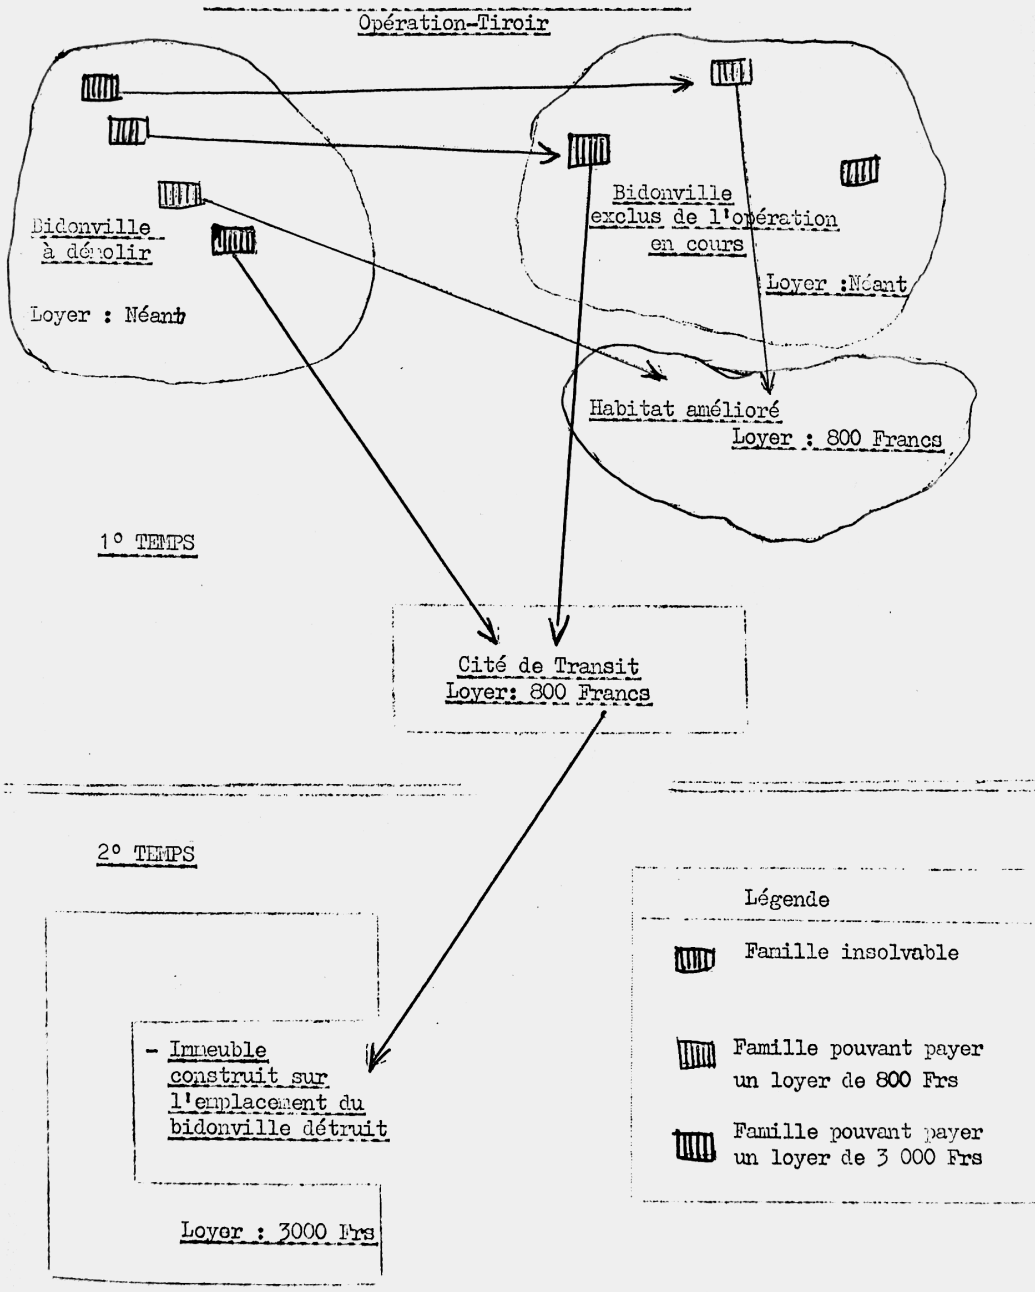 Opération-Tiroir
Bidonville
à démolir
Loyer : Néant
Bidonville
exclus de l'opération
en cours
Loyer :Néant
Habitat amélioré
Loyer : 800 Francs
1° TEMPS
Cité de Transit
Loyer: 800 Francs
2° TEMPS
- Immeuble
construit sur
l'emplacement du
bidonville détruit
Loyer : 3000 Frs
Légende
Famille insolvable
Famille pouvant payer
un loyer de 800 Frs
Famille pouvant payer
un loyer de 3 000 Frs